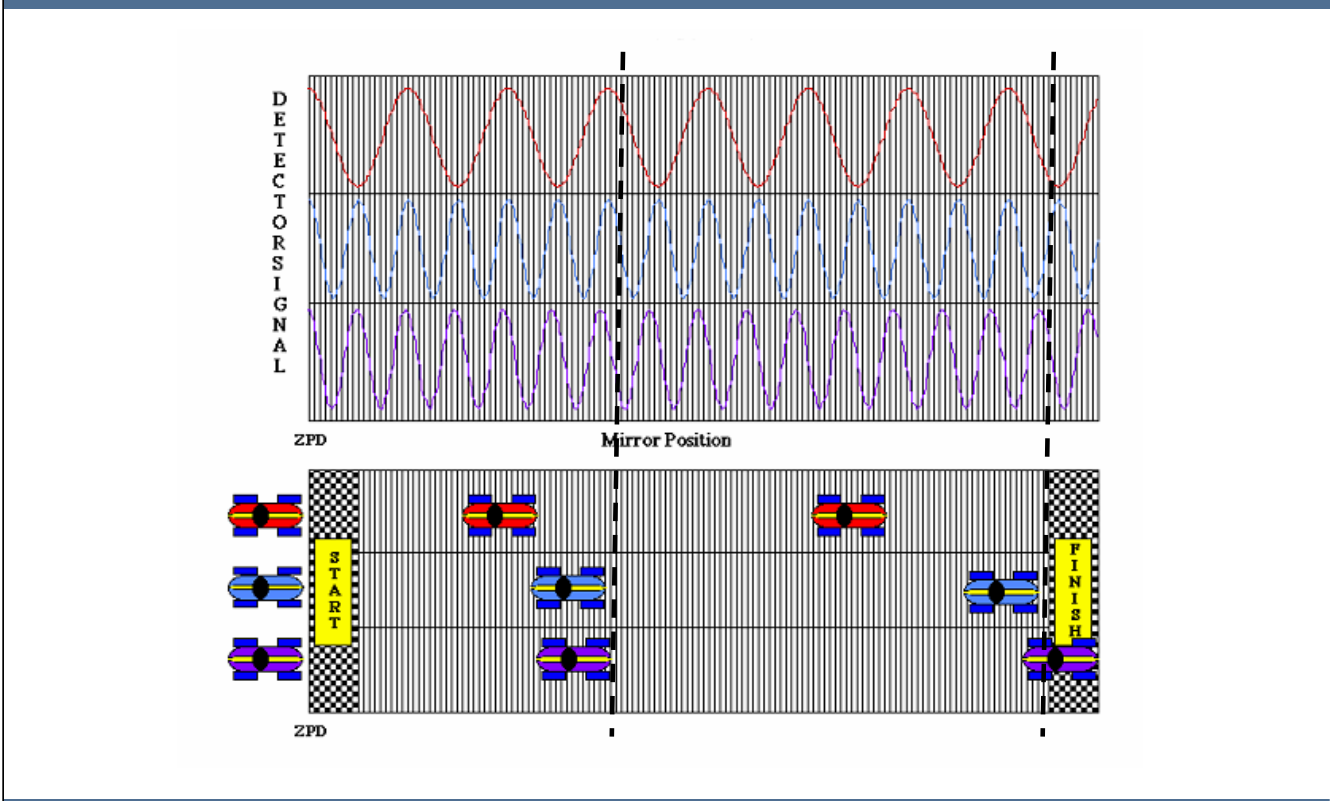 DETECTORSIGNAL
ZPD
Mirror Position
START
FINISH
ZPD